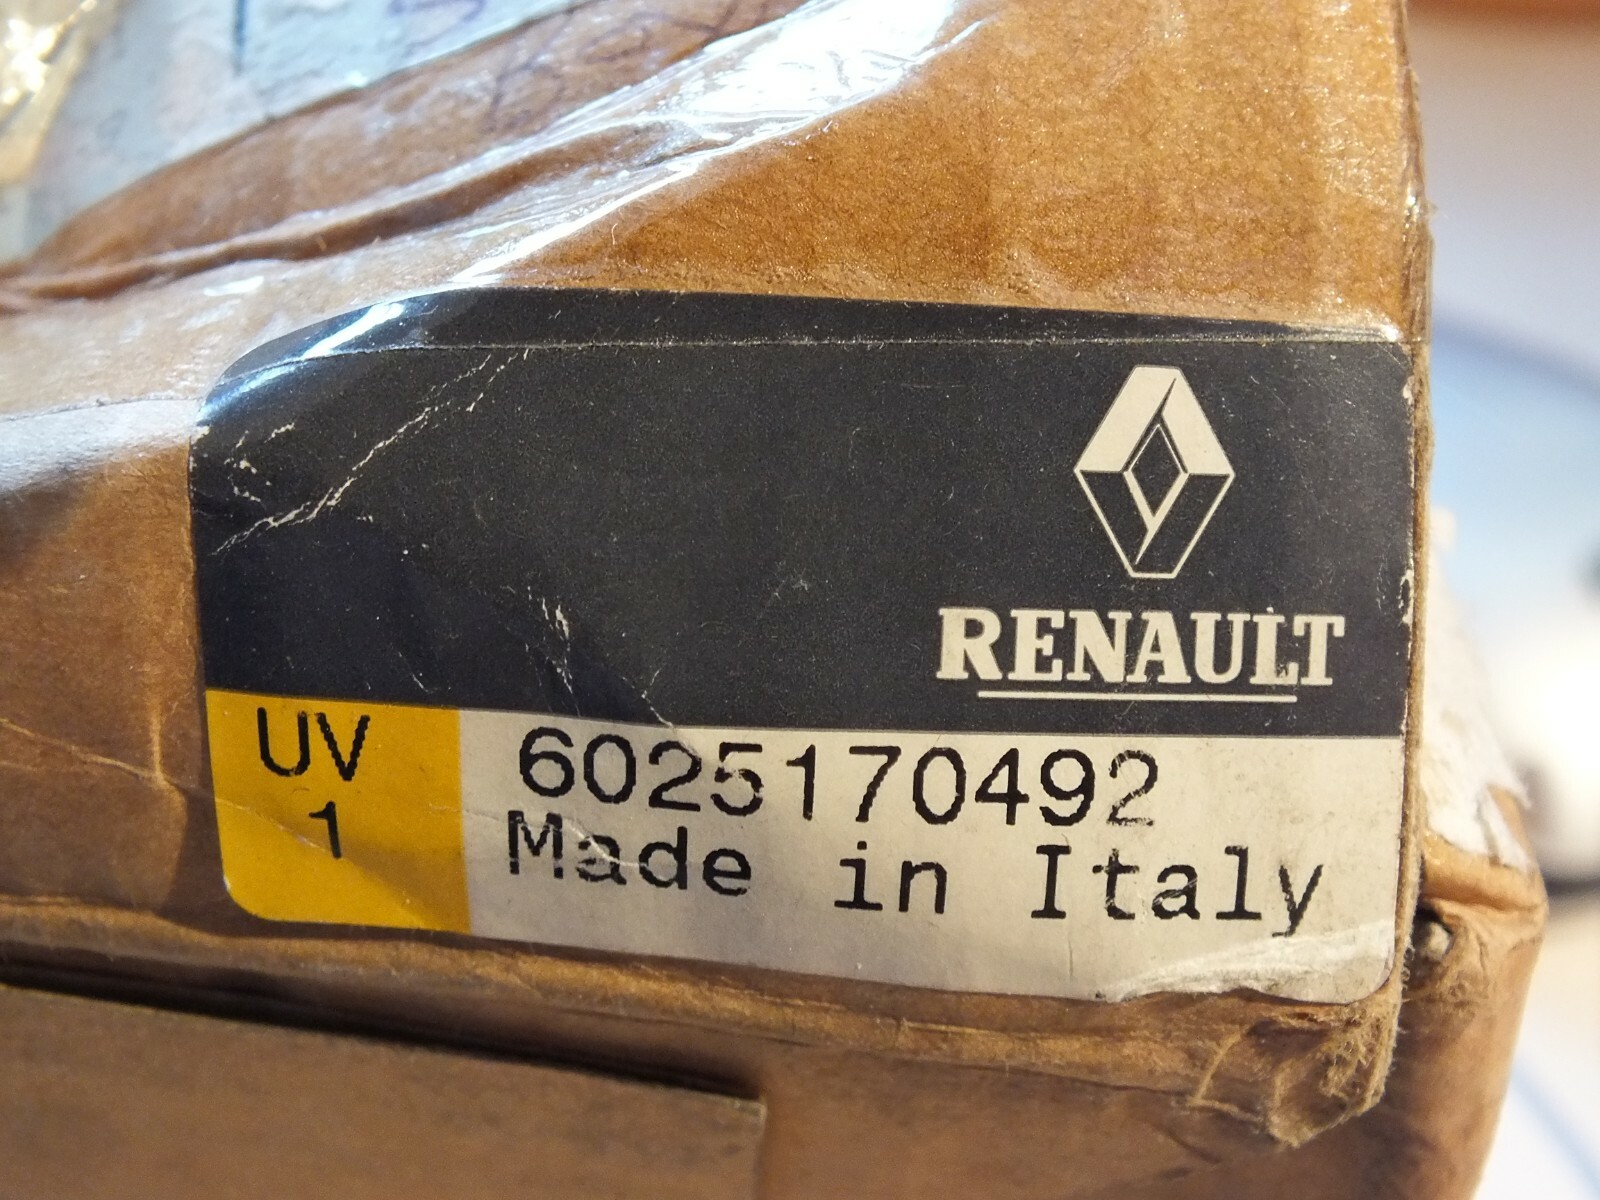 RENAULT
UV
1
6025170492
Made in Italy